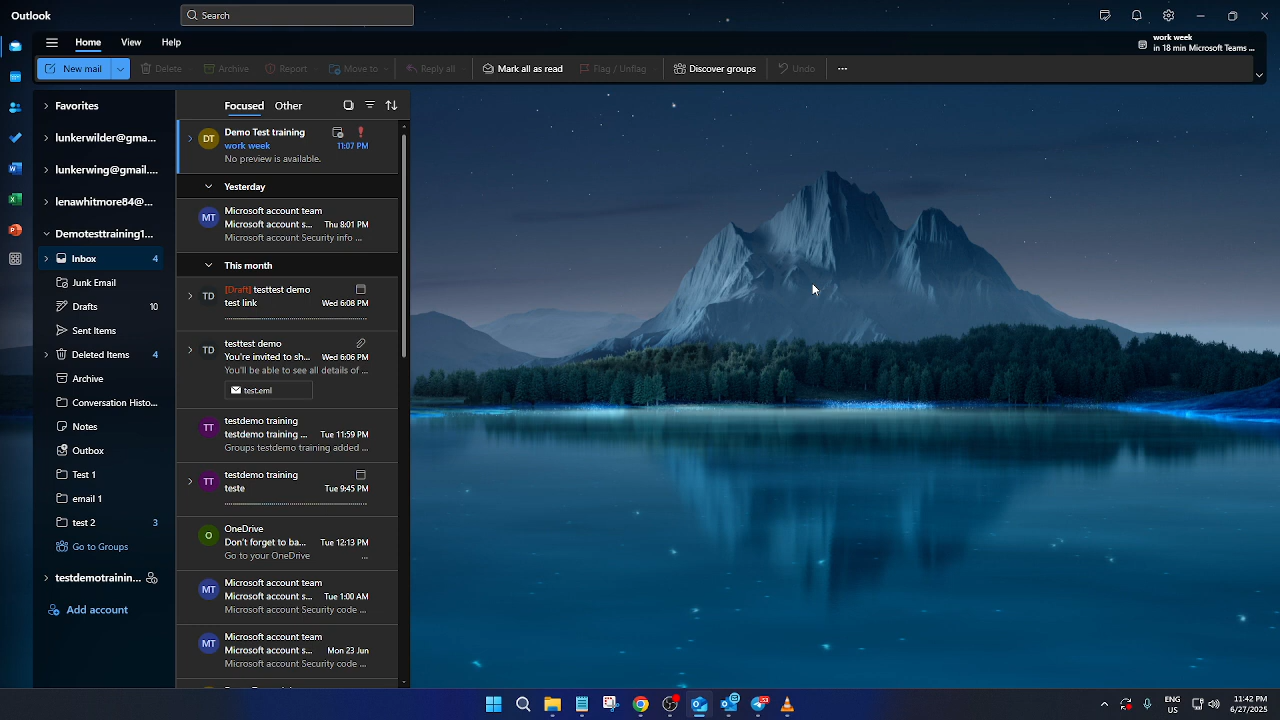 Outlook
Search
Home View Help
work week
in 18 min Microsoft Teams ...
New mail Delete Archive Report Move to Reply all Mark all as read Flag / Unflag Discover groups Undo ...
Favorites
lunkerwilder@gma...
lunkerwing@gmail....
lenawhitmore84@...
Demotesttraining1...
Inbox 4
Junk Email
Drafts 10
Sent Items
Deleted Items 4
Archive
Conversation Histo...
Notes
Outbox
Test 1
email 1
test 2 3
Go to Groups
testdemotrainin...
Add account
Focused Other
DT Demo Test training
work week 11:07 PM
No preview is available.
Yesterday
MT Microsoft account team
Microsoft account s... Thu 8:01 PM
Microsoft account Security info ...
This month
TD [Draft] testtest demo
test link Wed 6:08 PM
TD testtest demo
You're invited to sh... Wed 6:06 PM
You'll be able to see all details of ...
test.eml
TT testdemo training
testdemo training ... Tue 11:59 PM
Groups testdemo training added ...
TT testdemo training
teste Tue 9:45 PM
O OneDrive
Don't forget to ba... Tue 12:13 PM
Go to your OneDrive ...
MT Microsoft account team
Microsoft account s... Tue 1:00 AM
Microsoft account Security code ...
MT Microsoft account team
Microsoft account s... Mon 23 Jun
Microsoft account Security code ...
ENG
US
11:42 PM
6/27/2025